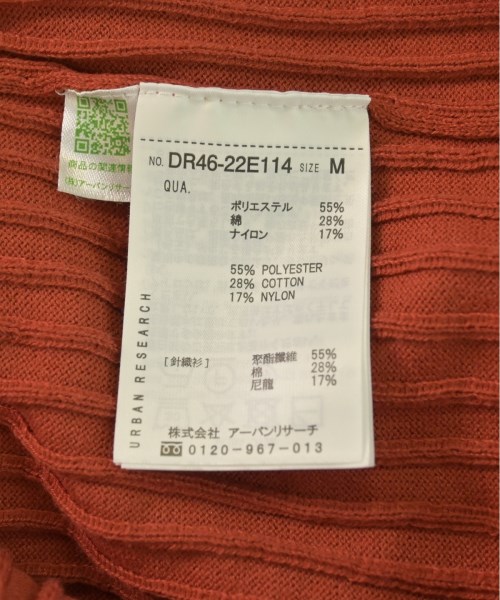 商品の関連情報
(株)アーバンリサーチ
NO. DR46-22E114 SIZE M
QUA.
ポリエステル 55%
綿 28%
ナイロン 17%
55% POLYESTER
28% COTTON
17% NYLON
URBAN RESEARCH
[針織衫] 聚酯纖維 55%
棉 28%
尼龍 17%
株式会社 アーバンリサーチ
0120-967-013